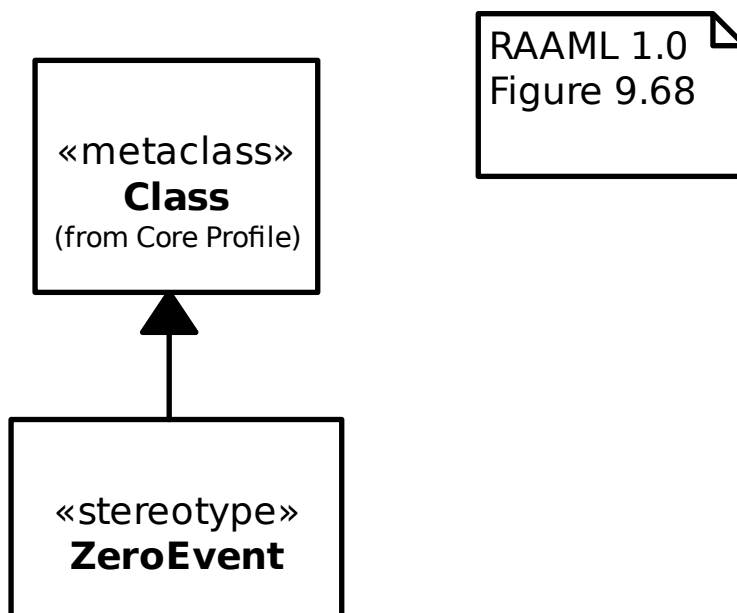 «metaclass»
Class
(from Core Profile)
RAAML 1.0
Figure 9.68
«stereotype»
ZeroEvent